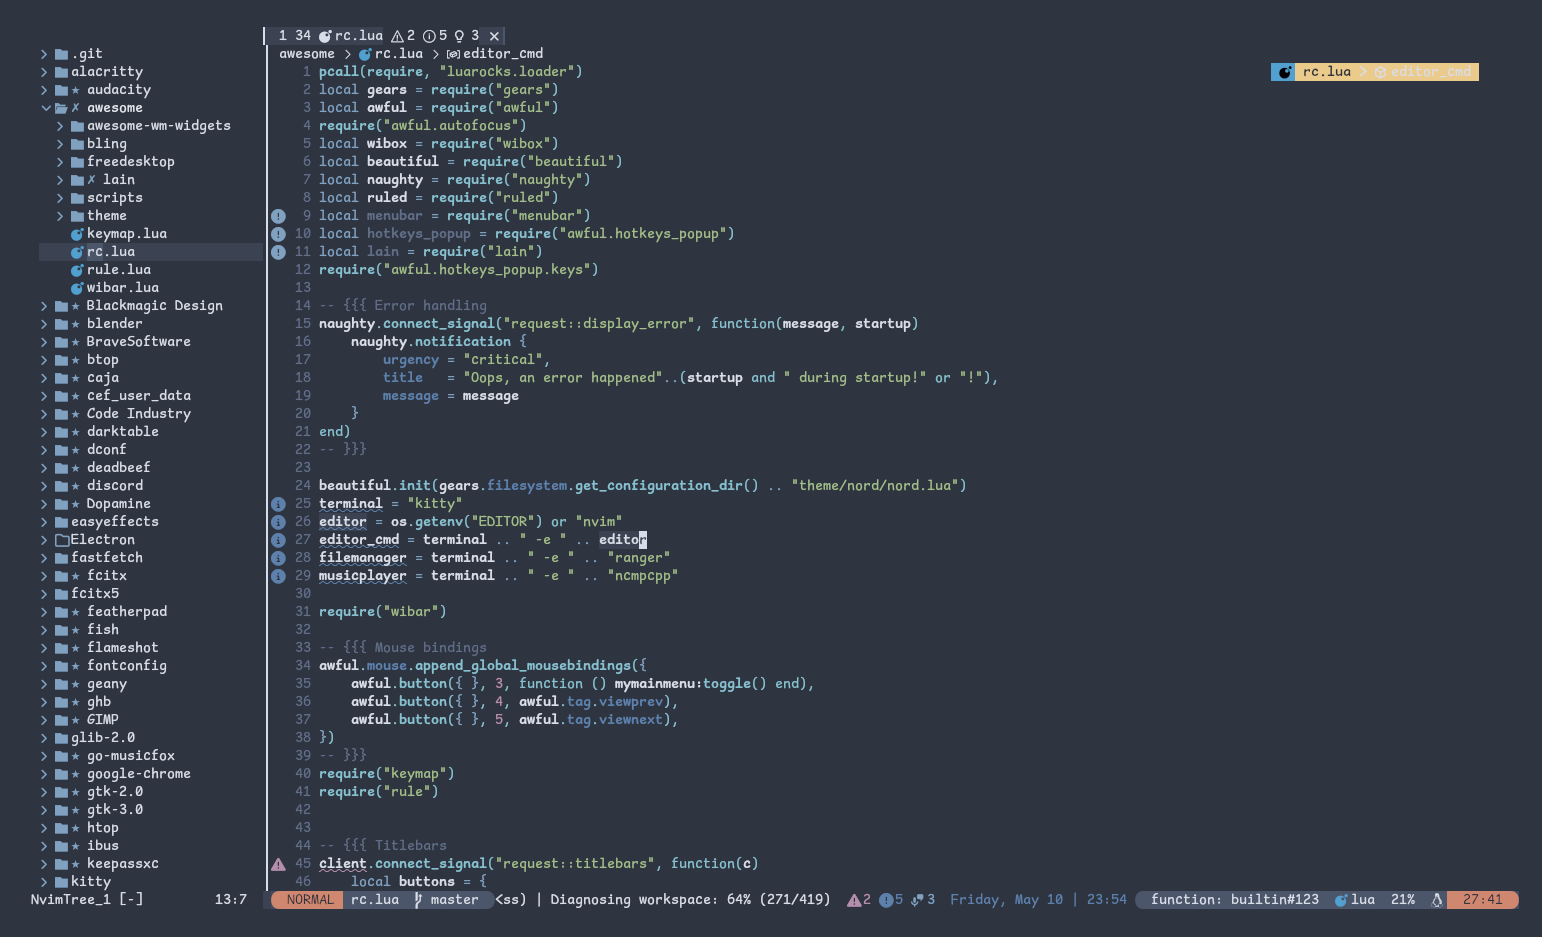 1 34 rc.lua 2 5 3 ✕
awesome > rc.lua > editor_cmd
rc.lua > editor_cmd
> .git
> alacritty
> ★ audacity
✗ awesome
> awesome-wm-widgets
> bling
> freedesktop
> ✗ lain
> scripts
> theme
keymap.lua
rc.lua
rule.lua
wibar.lua
> ★ Blackmagic Design
> ★ blender
> ★ BraveSoftware
> ★ btop
> ★ caja
> ★ cef_user_data
> ★ Code Industry
> ★ darktable
> ★ dconf
> ★ deadbeef
> ★ discord
> ★ Dopamine
> easyeffects
> Electron
> fastfetch
> ★ fcitx
> fcitx5
> ★ featherpad
> ★ fish
> ★ flameshot
> ★ fontconfig
> ★ geany
> ★ ghb
> ★ GIMP
> glib-2.0
> ★ go-musicfox
> ★ google-chrome
> ★ gtk-2.0
> ★ gtk-3.0
> ★ htop
> ★ ibus
> ★ keepassxc
> kitty
1 pcall(require, "luarocks.loader")
2 local gears = require("gears")
3 local awful = require("awful")
4 require("awful.autofocus")
5 local wibox = require("wibox")
6 local beautiful = require("beautiful")
7 local naughty = require("naughty")
8 local ruled = require("ruled")
9 local menubar = require("menubar")
10 local hotkeys_popup = require("awful.hotkeys_popup")
11 local lain = require("lain")
12 require("awful.hotkeys_popup.keys")
13
14 -- {{{ Error handling
15 naughty.connect_signal("request::display_error", function(message, startup)
16     naughty.notification {
17         urgency = "critical",
18         title   = "Oops, an error happened"..(startup and " during startup!" or "!"),
19         message = message
20     }
21 end)
22 -- }}}
23
24 beautiful.init(gears.filesystem.get_configuration_dir() .. "theme/nord/nord.lua")
25 terminal = "kitty"
26 editor = os.getenv("EDITOR") or "nvim"
27 editor_cmd = terminal .. " -e " .. editor
28 filemanager = terminal .. " -e " .. "ranger"
29 musicplayer = terminal .. " -e " .. "ncmpcpp"
30
31 require("wibar")
32
33 -- {{{ Mouse bindings
34 awful.mouse.append_global_mousebindings({
35     awful.button({ }, 3, function () mymainmenu:toggle() end),
36     awful.button({ }, 4, awful.tag.viewprev),
37     awful.button({ }, 5, awful.tag.viewnext),
38 })
39 -- }}}
40 require("keymap")
41 require("rule")
42
43
44 -- {{{ Titlebars
45 client.connect_signal("request::titlebars", function(c)
46     local buttons = {
NvimTree_1 [-] 13:7 NORMAL rc.lua master <ss) | Diagnosing workspace: 64% (271/419) 2 5 3 Friday, May 10 | 23:54 function: builtin#123 lua 21% 27:41